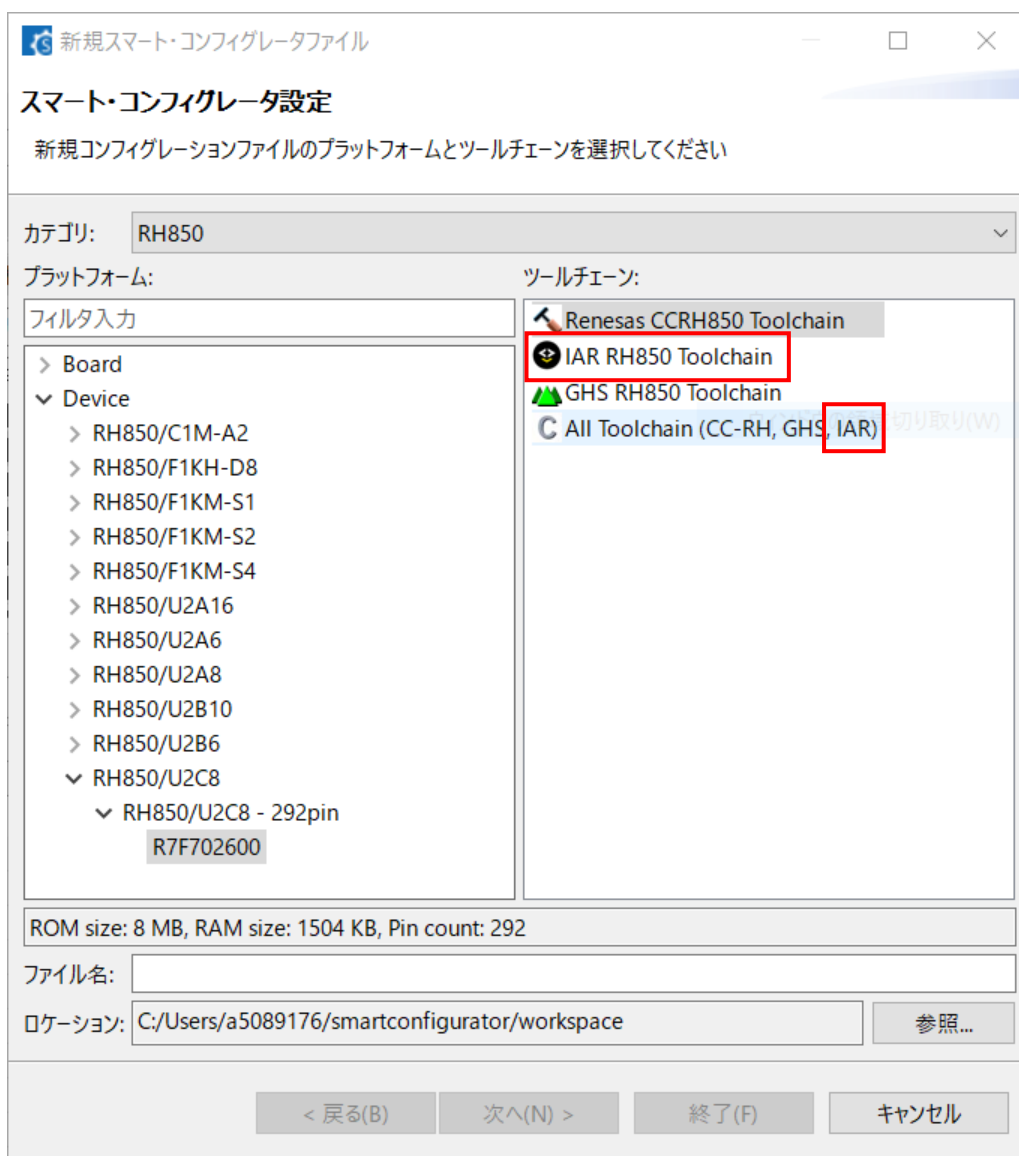 新規スマート・コンフィグレータファイル
スマート・コンフィグレータ設定
新規コンフィグレーションファイルのプラットフォームとツールチェーンを選択してください
カテゴリ: RH850
プラットフォーム:
フィルタ入力
Board
Device
RH850/C1M-A2
RH850/F1KH-D8
RH850/F1KM-S1
RH850/F1KM-S2
RH850/F1KM-S4
RH850/U2A16
RH850/U2A6
RH850/U2A8
RH850/U2B10
RH850/U2B6
RH850/U2C8
RH850/U2C8 - 292pin
R7F702600
ツールチェーン:
Renesas CCRH850 Toolchain
IAR RH850 Toolchain
GHS RH850 Toolchain
All Toolchain (CC-RH, GHS, IAR)
切り取り(W)
ROM size: 8 MB, RAM size: 1504 KB, Pin count: 292
ファイル名:
ロケーション: C:/Users/a5089176/smartconfigurator/workspace
参照...
< 戻る(B)
次へ(N) >
終了(F)
キャンセル